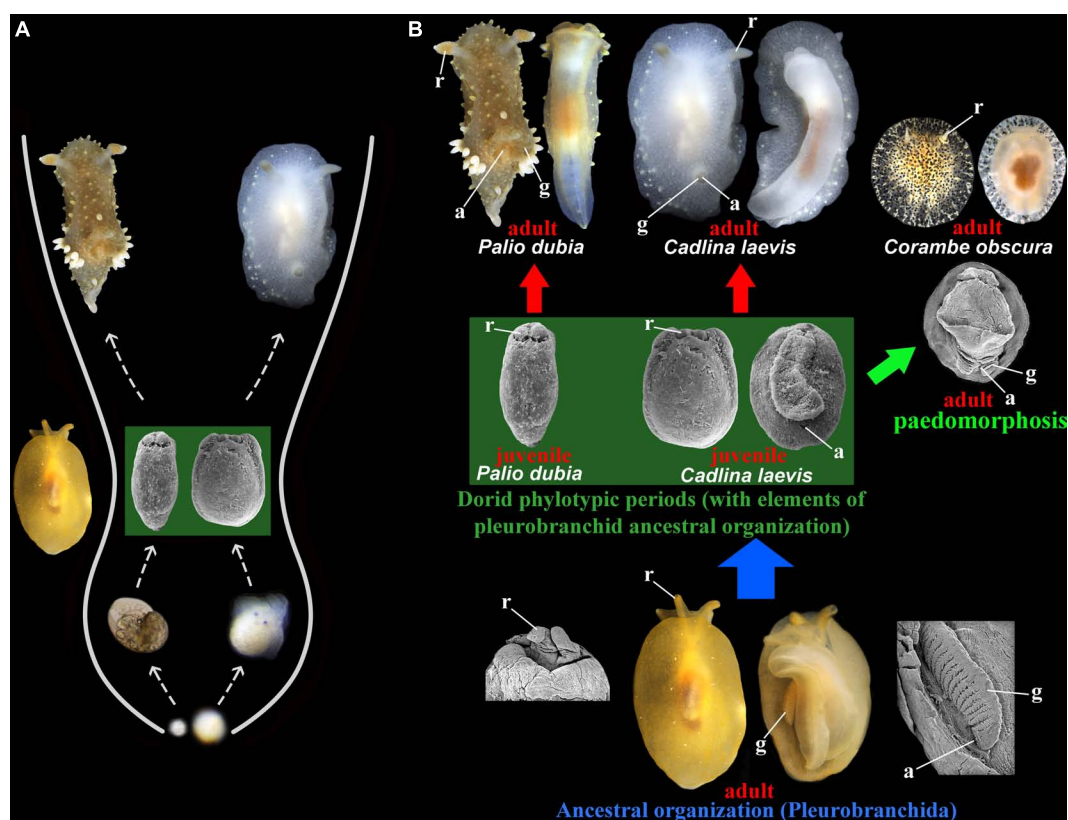 A
B
r
r
r
a
g
g
a
adult
adult
adult
Palio dubia
Cadlina laevis
Corambe obscura
r
r
g
a
adult
paedomorphosis
a
juvenile
juvenile
Palio dubia
Cadlina laevis
Dorid phylotypic periods (with elements of
pleurobranchid ancestral organization)
r
r
g
g
a
adult
Ancestral organization (Pleurobranchida)